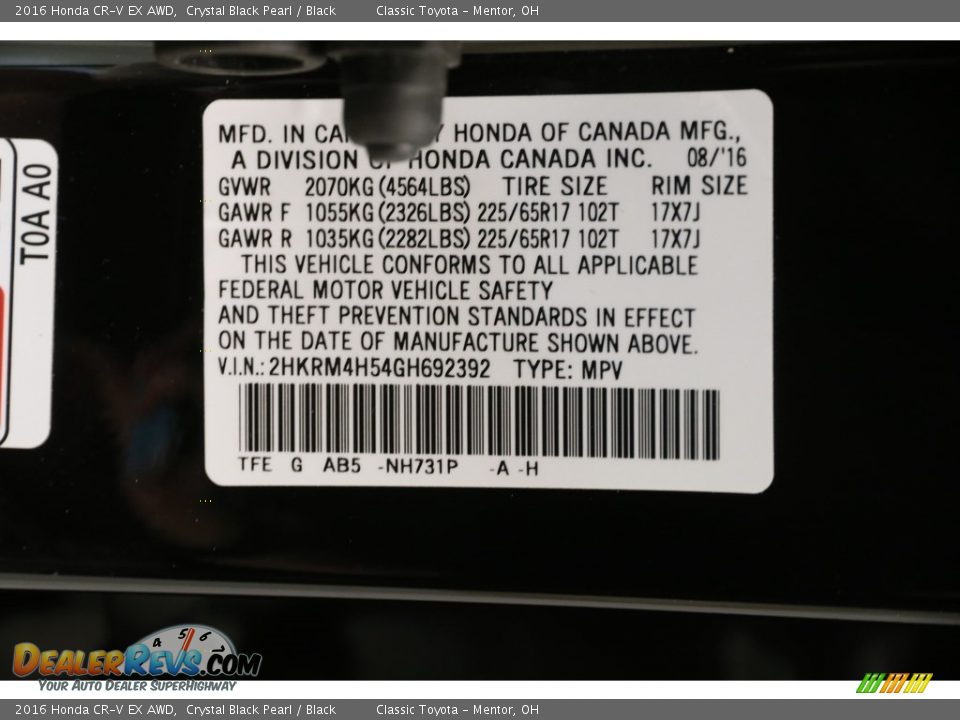 2016 Honda CR-V EX AWD, Crystal Black Pearl / Black Classic Toyota - Mentor, OH
MFD. IN HONDA OF CANADA MFG.,
A DIVISION HONDA CANADA INC. 08/'16
GVWR 2070KG (4564LBS) TIRE SIZE RIM SIZE
GAWR F 1055KG (2326LBS) 225/65R17 102T 17X7J
GAWR R 1035KG (2282LBS) 225/65R17 102T 17X7J
THIS VEHICLE CONFORMS TO ALL APPLICABLE
FEDERAL MOTOR VEHICLE SAFETY
AND THEFT PREVENTION STANDARDS IN EFFECT
ON THE DATE OF MANUFACTURE SHOWN ABOVE.
V.I.N.: 2HKRM4H54GH692392 TYPE: MPV
TFE G AB5 -NH731P -A -H
T0A A0
4 5 6 7
DEALERREVS.COM
YOUR AUTO DEALER SUPERHIGHWAY
2016 Honda CR-V EX AWD, Crystal Black Pearl / Black Classic Toyota - Mentor, OH